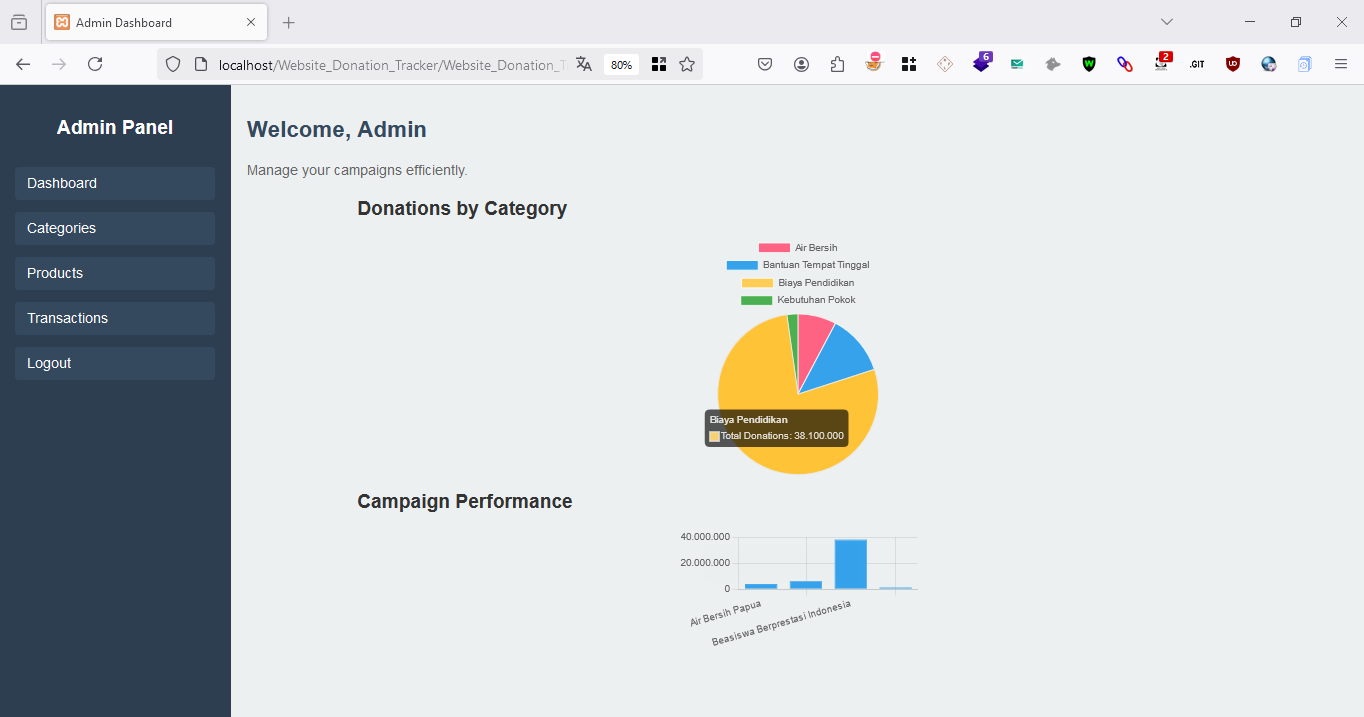 Admin Dashboard
localhost/Website_Donation_Tracker/Website_Donation_T
80%
6
2
.GIT
W
Admin Panel
Dashboard
Categories
Products
Transactions
Logout
Welcome, Admin
Manage your campaigns efficiently.
Donations by Category
Air Bersih
Bantuan Tempat Tinggal
Biaya Pendidikan
Kebutuhan Pokok
Biaya Pendidikan
Total Donations: 38.100.000
Campaign Performance
40.000.000
20.000.000
0
Air Bersih Papua
Beasiswa Berprestasi Indonesia